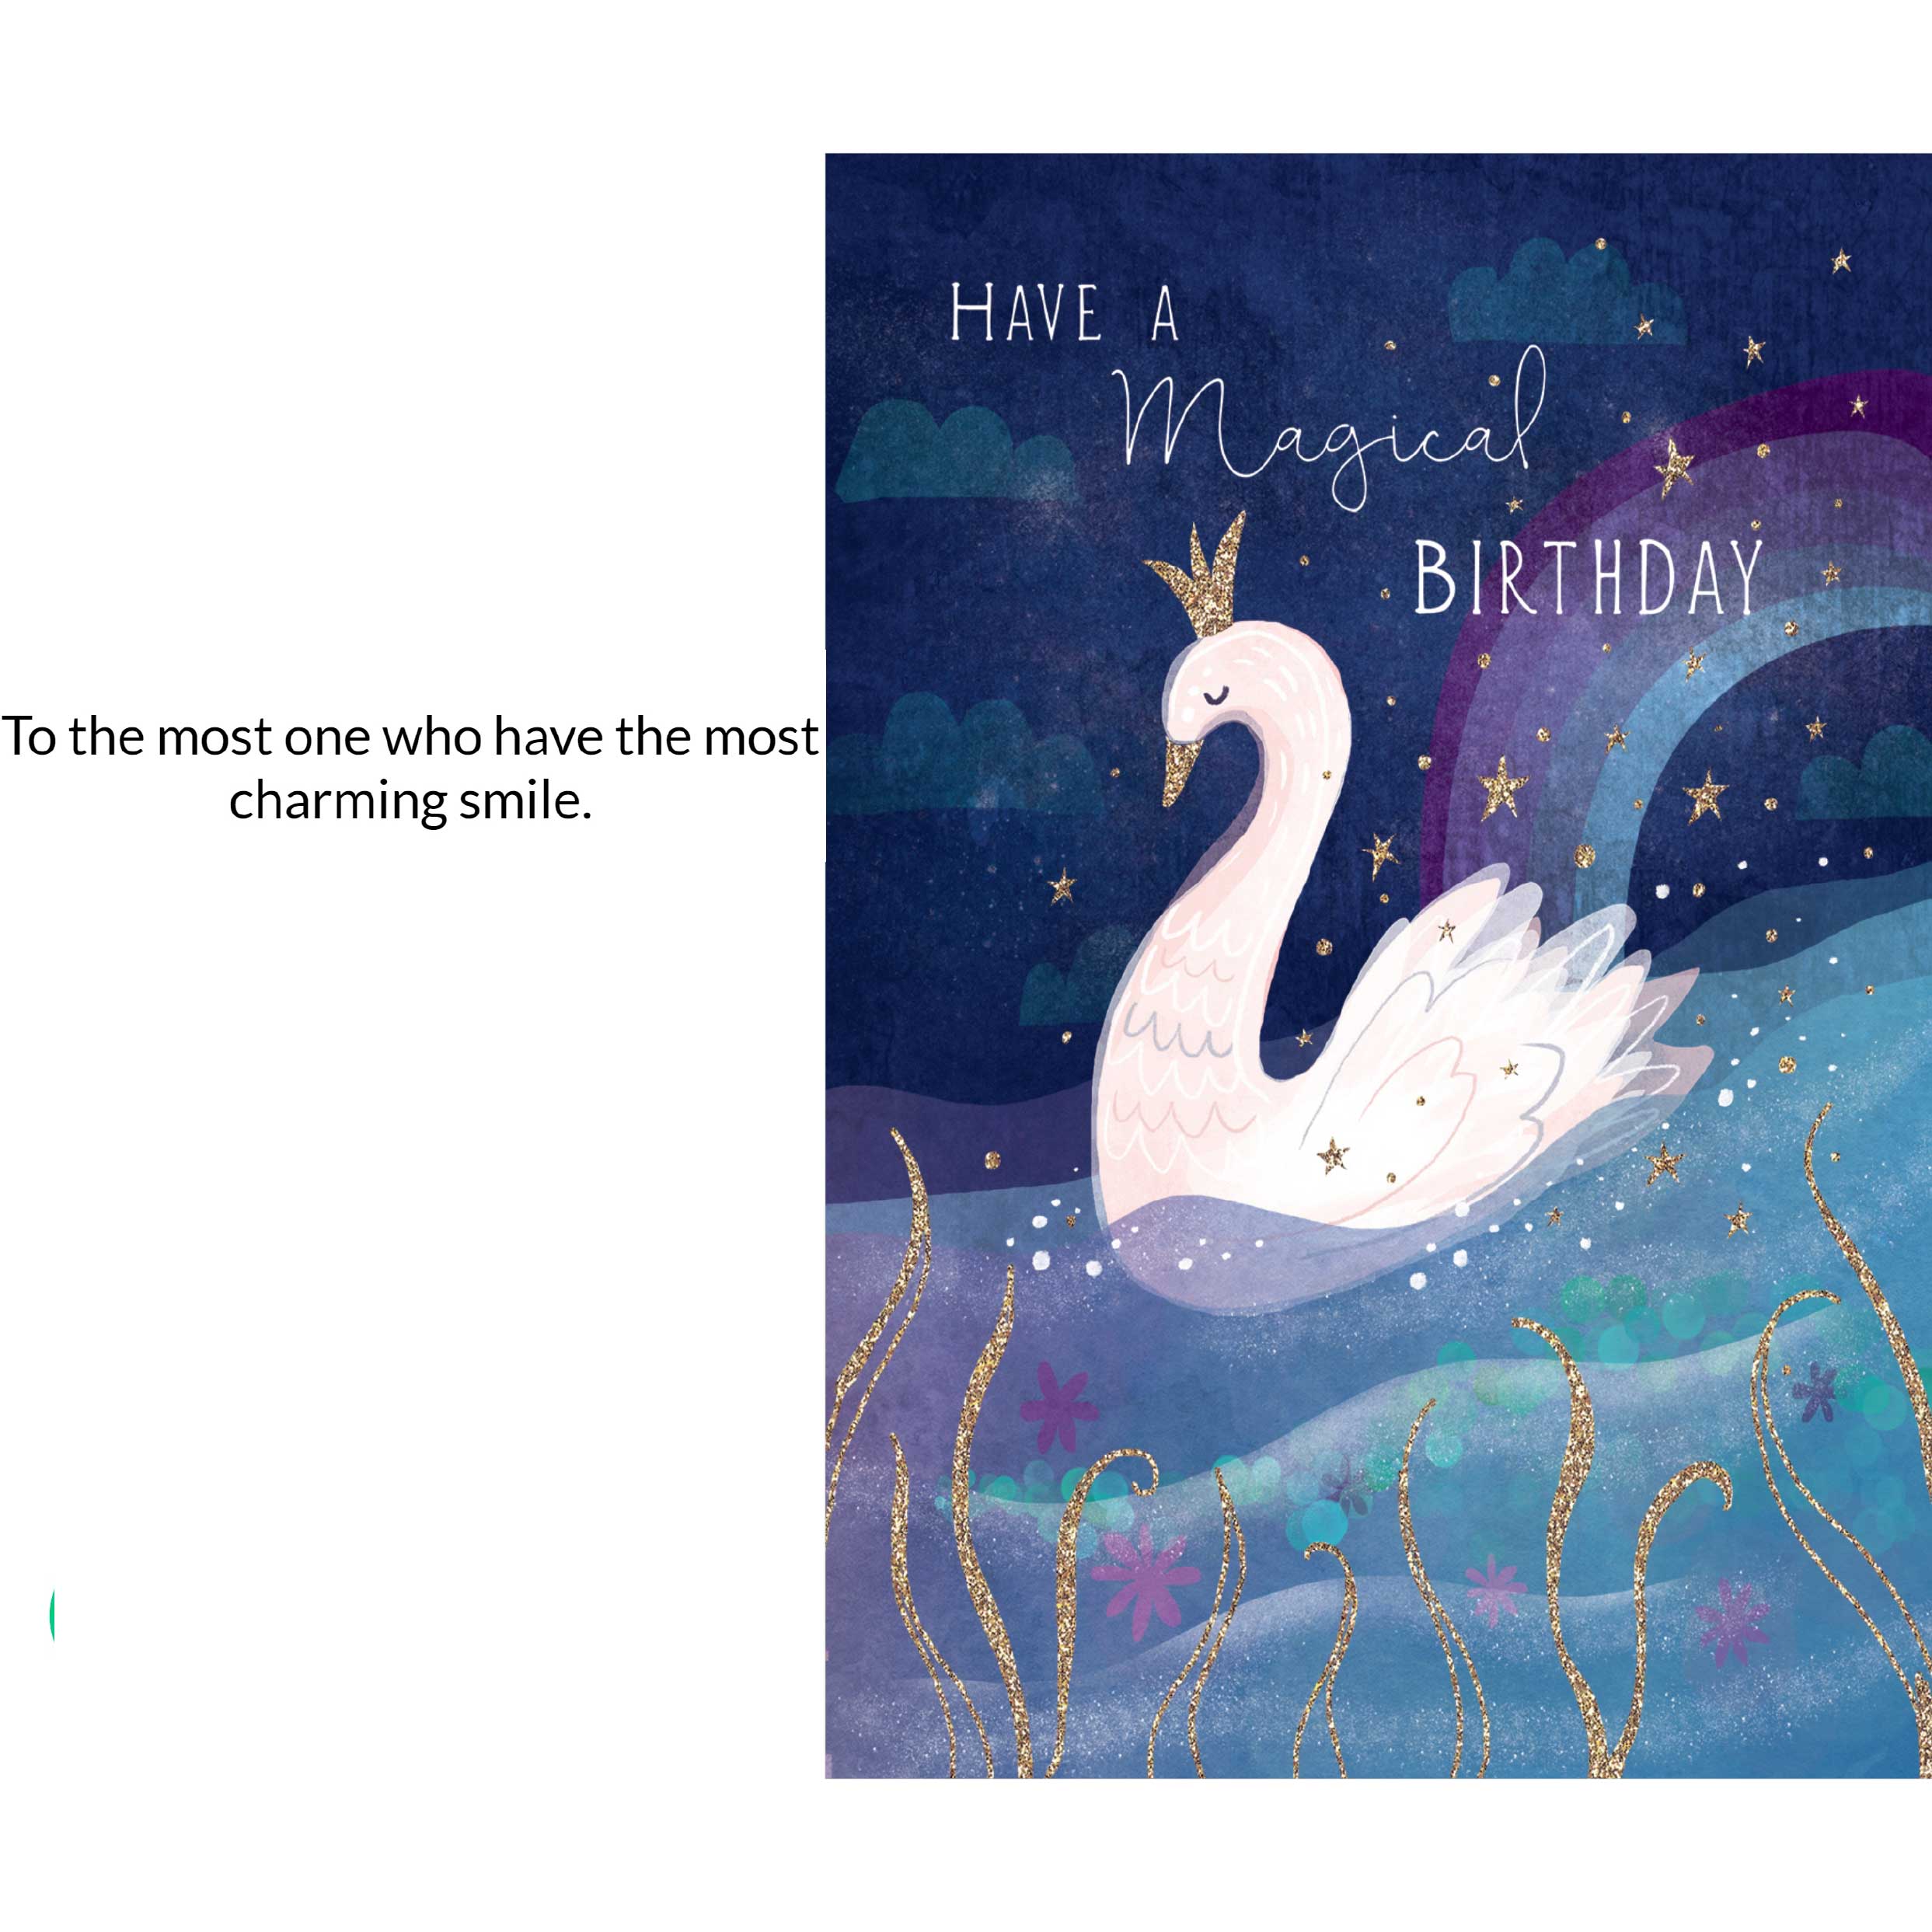 To the most one who have the most
charming smile.
HAVE A
Magical
BIRTHDAY